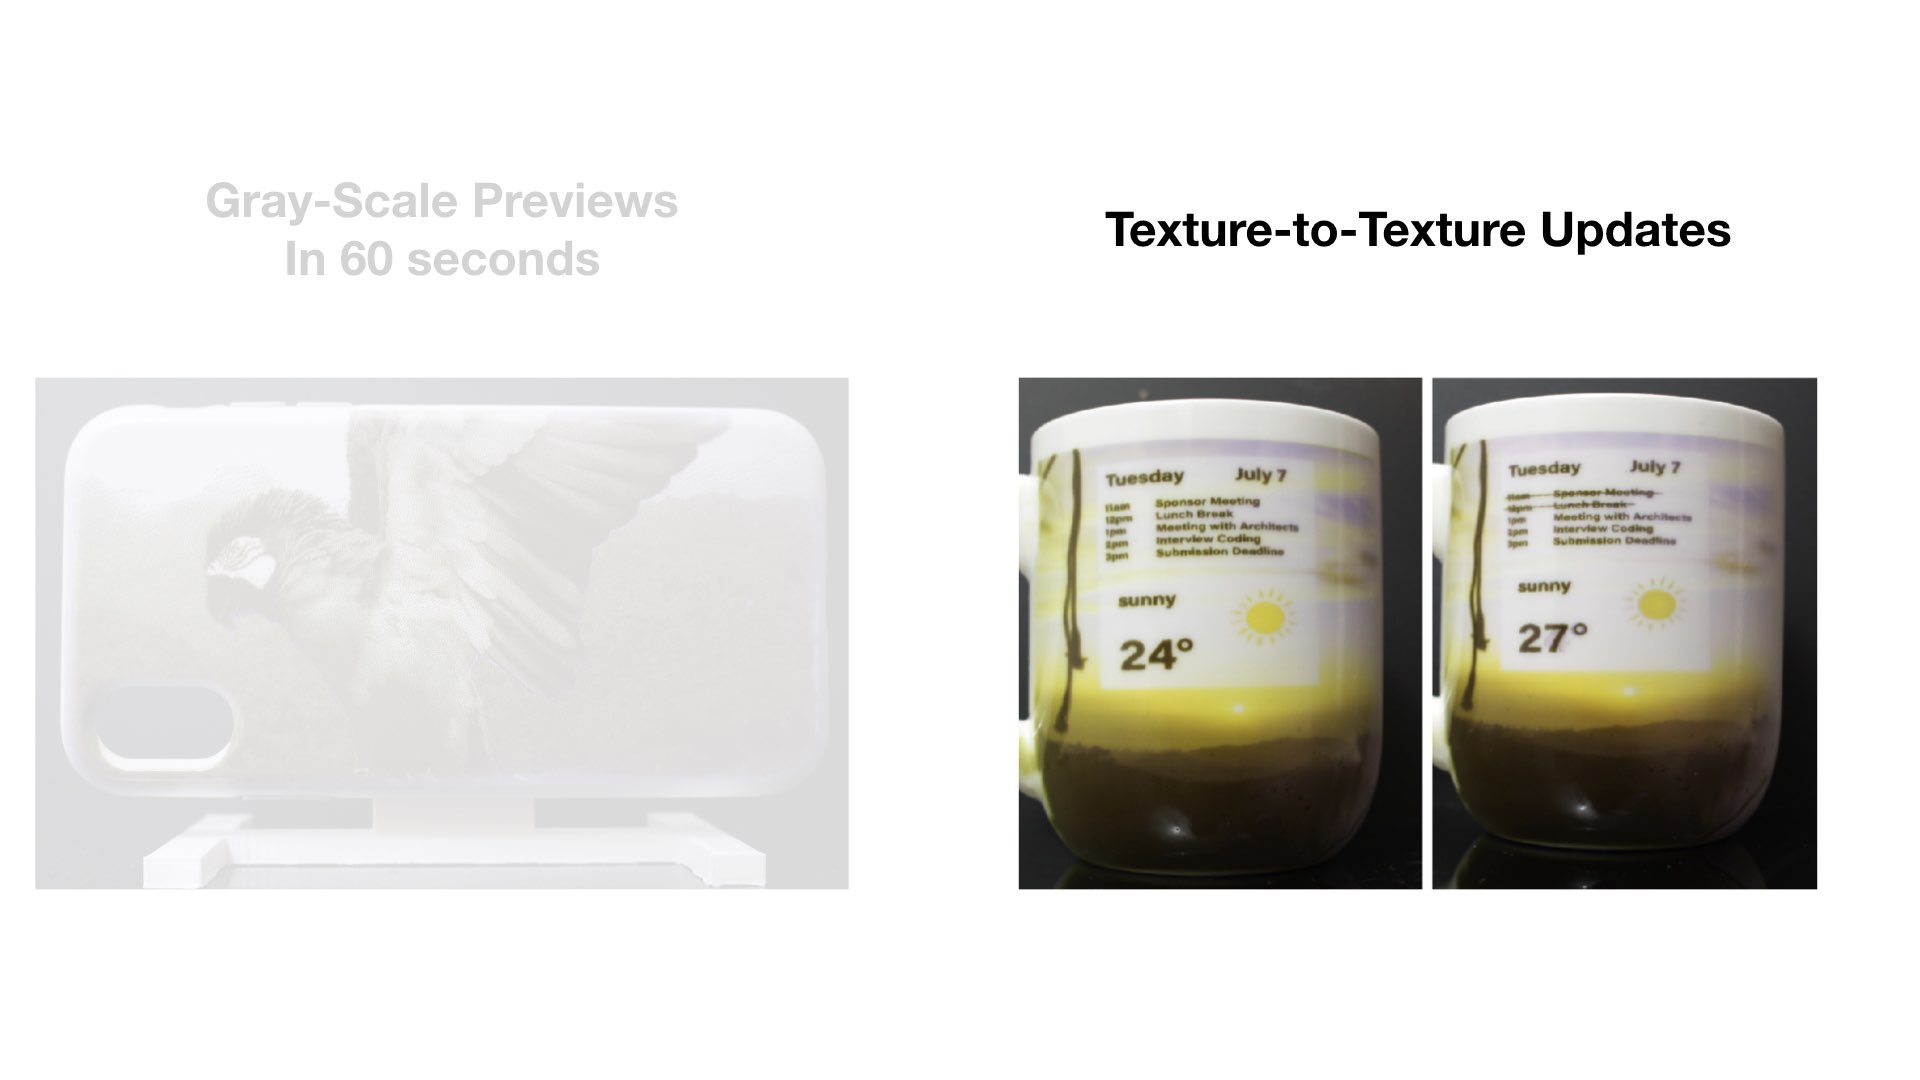 Gray-Scale Previews
In 60 seconds
Texture-to-Texture Updates
Tuesday July 7
11am Sponsor Meeting
12pm Lunch Break
1pm Meeting with Architects
2pm Interview Coding
3pm Submission Deadline
sunny
24°
Tuesday July 7
11am Sponsor Meeting
12pm Lunch Break
1pm Meeting with Architects
2pm Interview Coding
3pm Submission Deadline
sunny
27°